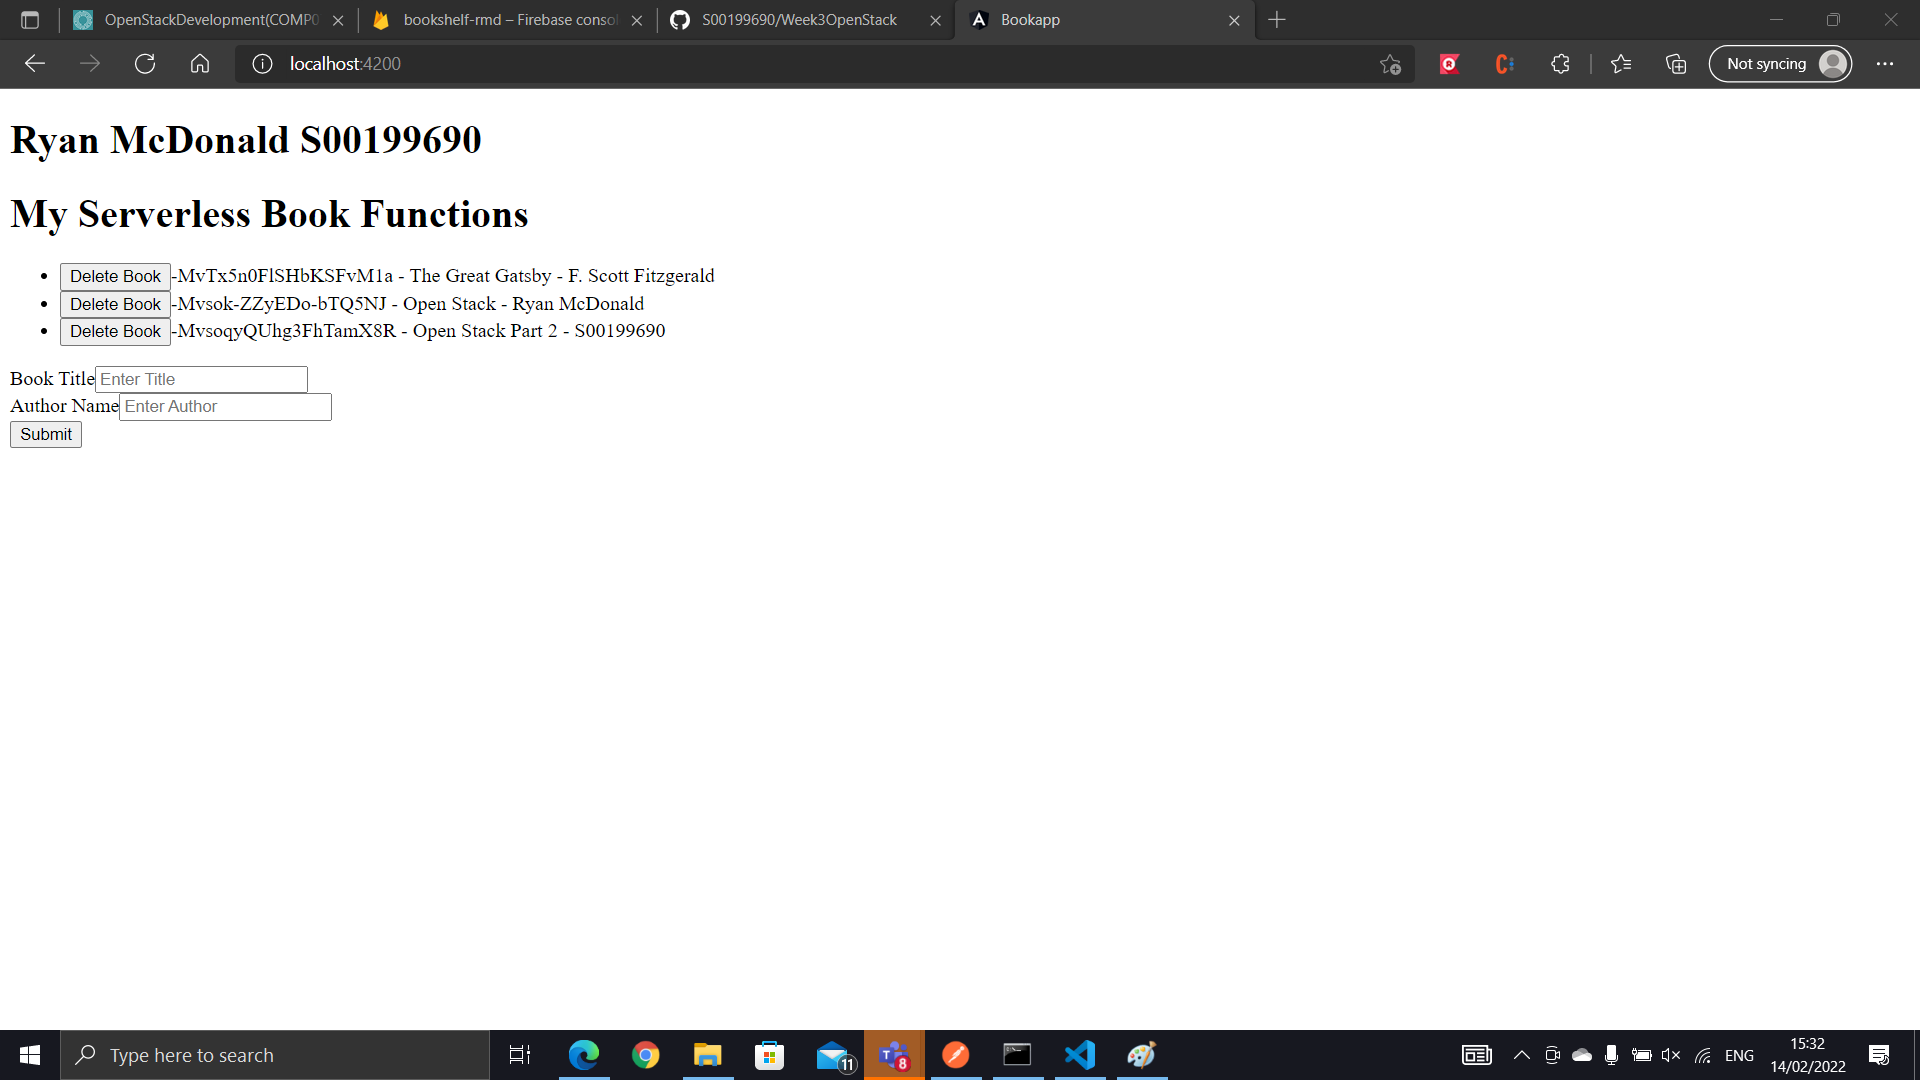 OpenStackDevelopment(COMP0
bookshelf-rmd – Firebase consol
S00199690/Week3OpenStack
Bookapp
localhost:4200
Not syncing
Ryan McDonald S00199690
My Serverless Book Functions
Delete Book-MvTx5n0FlSHbKSFvM1a - The Great Gatsby - F. Scott Fitzgerald
Delete Book-Mvsok-ZZyEDo-bTQ5NJ - Open Stack - Ryan McDonald
Delete Book-MvsoqyQUhg3FhTamX8R - Open Stack Part 2 - S00199690
Book Title Enter Title
Author Name Enter Author
Submit
Type here to search
11
8
ENG
15:32
14/02/2022